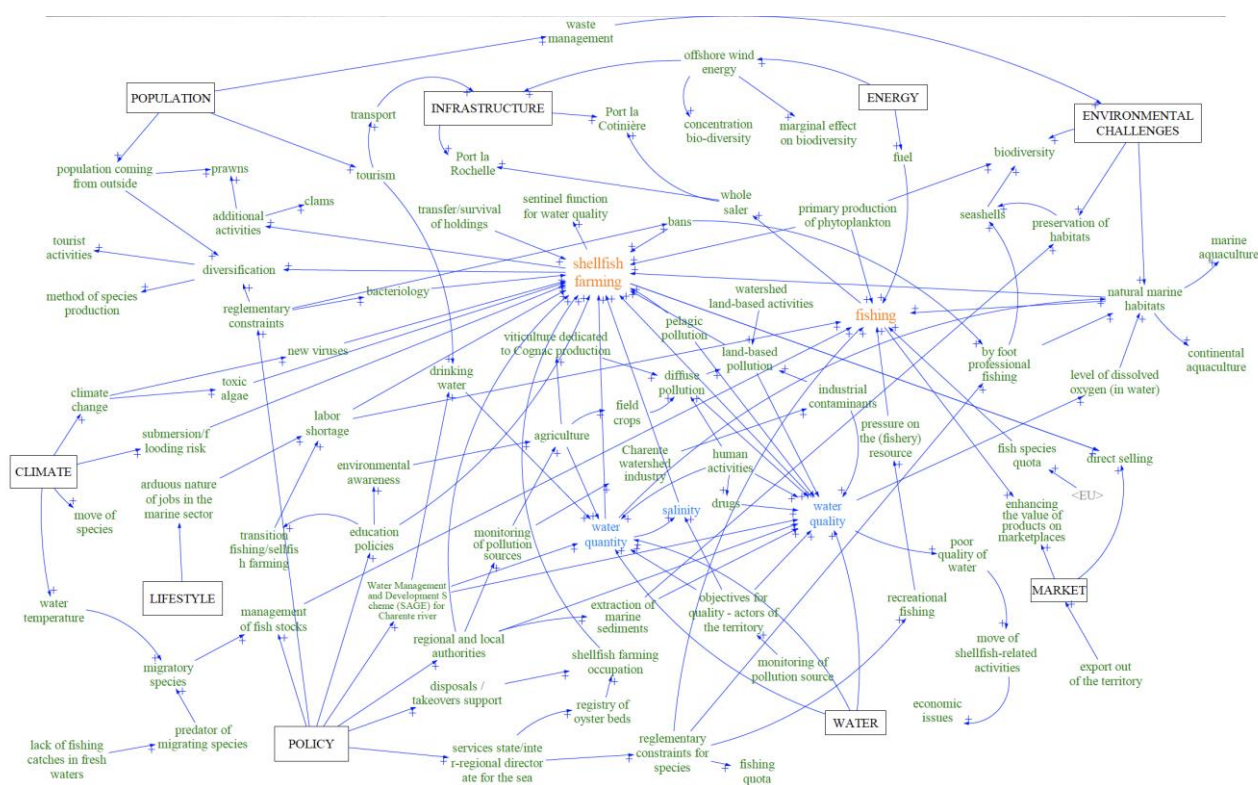 waste
management
offshore wind
energy
POPULATION
INFRASTRUCTURE
ENERGY
ENVIRONMENTAL
CHALLENGES
transport
Port la
Cotinière
concentration
bio-diversity
marginal effect
on biodiversity
population coming
from outside
prawns
tourism
Port la
Rochelle
fuel
biodiversity
clams
additional
activities
transfer/survival
of holdings
sentinel function
for water quality
whole
saler
bans
primary production
of phytoplankton
seashells
preservation of
habitats
tourist
activities
diversification
shellfish
farming
marine
aquaculture
method of species
production
reglementary
constraints
bacteriology
watershed
land-based activities
fishing
natural marine
habitats
pelagic
pollution
new viruses
viticulture dedicated
to Cognac production
land-based
pollution
by foot
professional
fishing
continental
aquaculture
level of dissolved
oxygen (in water)
climate
change
toxic
algae
drinking
water
diffuse
pollution
industrial
contaminants
labor
shortage
field
crops
submersion/f
looding risk
agriculture
pressure on
the (fishery)
resource
fish species
quota
direct selling
CLIMATE
environmental
awareness
Charente
watershed
industry
human
activities
<EU>
arduous nature
of jobs in the
marine sector
drugs
move of
species
salinity
water
quality
enhancing
the value of
products on
marketplaces
transition
fishing/sellfis
h farming
education
policies
monitoring
of pollution
sources
water
quantity
poor
quality of
water
LIFESTYLE
Water Management
and Development S
cheme (SAGE) for
Charente river
MARKET
water
temperature
management
of fish stocks
extraction of
marine
sediments
objectives for
quality - actors of
the territory
recreational
fishing
regional and local
authorities
shellfish farming
occupation
move of
shellfish-related
activities
migratory
species
monitoring of
pollution source
export out
of the territory
disposals /
takeovers support
registry of
oyster beds
economic
issues
predator of
migrating species
POLICY
WATER
lack of fishing
catches in fresh
waters
services state/inte
r-regional director
ate for the sea
reglementary
constraints for
species
fishing
quota